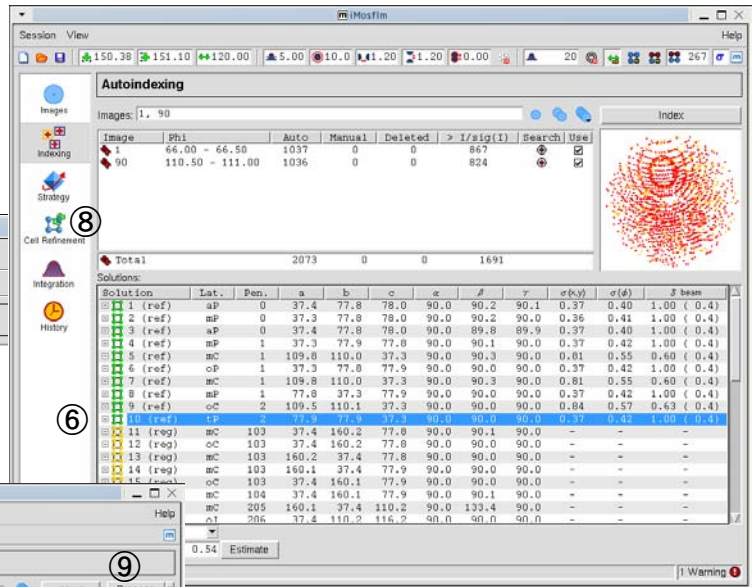 iMosflm
Session View Help
150.38 151.10 120.00 5.00 10.0 1.20 1.20 0.00 20 267 σ m
Images
Indexing
Strategy
⑧
Cell Refinement
Integration
History
Autoindexing
Images: 1, 90
Index
Image Phi Auto Manual Deleted > I/sig(I) Search Use
1 66.00 - 66.50 1037 0 0 867
90 110.50 - 111.00 1036 0 0 824
Total 2073 0 0 1691
Solutions:
Solution Lat. Pen. a b c α β γ σ(x,y) σ(ϕ) δ beam
1 (ref) aP 0 37.4 77.8 78.0 90.0 90.2 90.1 0.37 0.40 1.00 ( 0.4)
2 (ref) mP 0 37.3 77.8 78.0 90.0 90.2 90.0 0.36 0.41 1.00 ( 0.4)
3 (ref) aP 0 37.4 77.8 78.0 90.0 89.8 89.9 0.37 0.40 1.00 ( 0.4)
4 (ref) mP 1 37.3 77.9 77.8 90.0 90.1 90.0 0.37 0.42 1.00 ( 0.4)
5 (ref) mC 1 109.8 110.0 37.3 90.0 90.3 90.0 0.81 0.55 0.60 ( 0.4)
6 (ref) oP 1 37.3 77.8 77.9 90.0 90.0 90.0 0.37 0.42 1.00 ( 0.4)
7 (ref) mC 1 109.8 110.0 37.3 90.0 90.3 90.0 0.81 0.55 0.60 ( 0.4)
8 (ref) mP 1 77.8 37.3 77.9 90.0 90.0 90.0 0.37 0.42 1.00 ( 0.4)
9 (ref) oC 2 109.5 110.1 37.3 90.0 90.0 90.0 0.84 0.57 0.63 ( 0.4)
⑥
10 (ref) tP 2 77.9 77.9 37.3 90.0 90.0 90.0 0.37 0.42 1.00 ( 0.4)
11 (reg) mC 103 37.4 160.2 77.8 90.0 90.1 90.0 - - -
12 (reg) oC 103 37.4 160.2 77.8 90.0 90.0 90.0 - - -
13 (reg) mC 103 160.2 37.4 77.8 90.0 90.0 90.0 - - -
14 (reg) mC 103 160.1 37.4 77.9 90.0 90.0 90.0 - - -
15 (reg) oC 103 37.4 160.1 77.9 90.0 90.0 90.0 - - -
mC 104 37.4 160.1 77.9 90.0 90.1 90.0 - - -
mC 205 160.1 37.4 110.2 90.0 133.4 90.0 - - -
oI 206 37.4 110.2 116.2 90.0 90.0 90.0 - - -
Help
m
0.54 Estimate
⑨
1 Warning